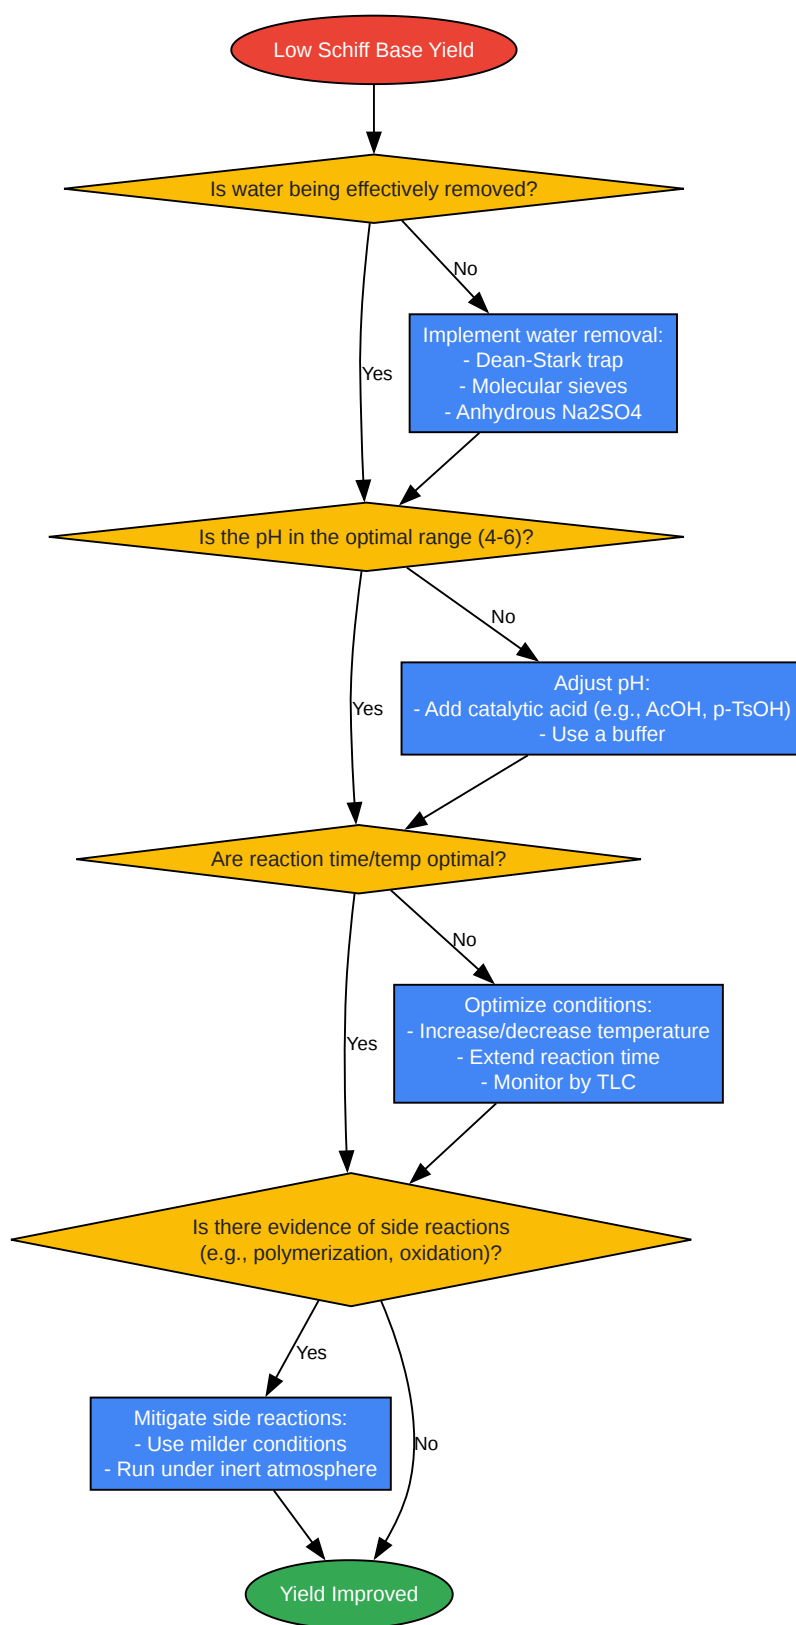 Low Schiff Base Yield
Is water being effectively removed?
No
Implement water removal:
- Dean-Stark trap
- Molecular sieves
- Anhydrous Na2SO4
Yes
Is the pH in the optimal range (4-6)?
No
Adjust pH:
- Add catalytic acid (e.g., AcOH, p-TsOH)
- Use a buffer
Yes
Are reaction time/temp optimal?
No
Optimize conditions:
- Increase/decrease temperature
- Extend reaction time
- Monitor by TLC
Yes
Is there evidence of side reactions
(e.g., polymerization, oxidation)?
Yes
Mitigate side reactions:
- Use milder conditions
- Run under inert atmosphere
No
Yield Improved